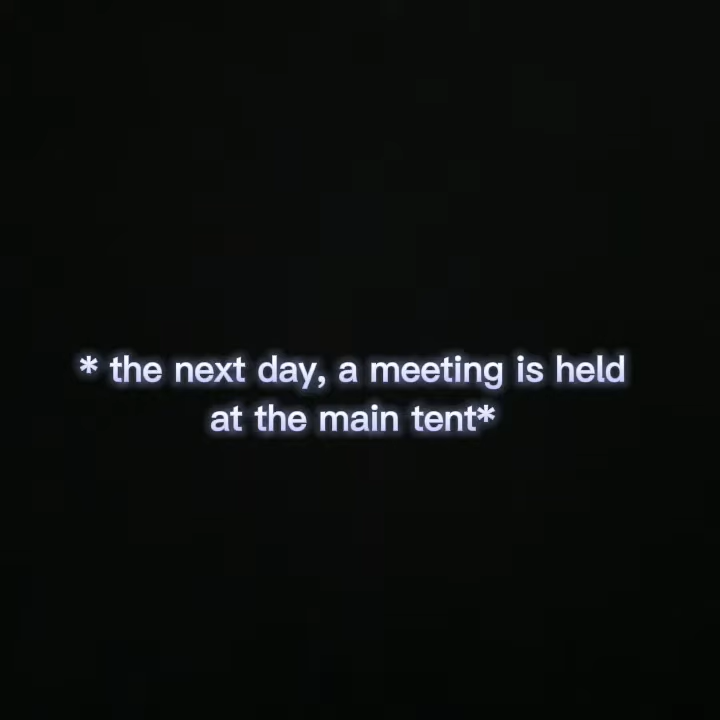 * the next day, a meeting is held
at the main tent*